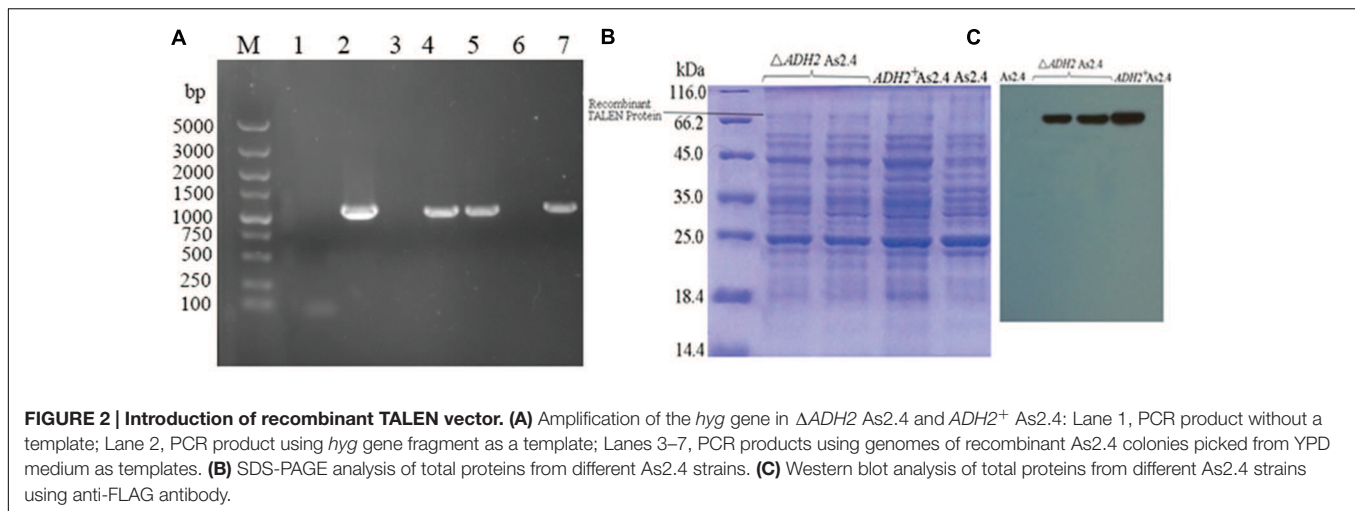 A
M 1 2 3 4 5 6 7
bp
5000
3000
2000
1500
1000
750
500
250
100
B
△ADH2 As2.4
kDa
ADH2+As2.4 As2.4
116.0
Recombinant
TALEN Protein
66.2
45.0
35.0
25.0
18.4
14.4
C
△ADH2 As2.4
As2.4
ADH2+As2.4
FIGURE 2 | Introduction of recombinant TALEN vector. (A) Amplification of the hyg gene in ΔADH2 As2.4 and ADH2+ As2.4: Lane 1, PCR product without a
template; Lane 2, PCR product using hyg gene fragment as a template; Lanes 3–7, PCR products using genomes of recombinant As2.4 colonies picked from YPD
medium as templates. (B) SDS-PAGE analysis of total proteins from different As2.4 strains. (C) Western blot analysis of total proteins from different As2.4 strains
using anti-FLAG antibody.